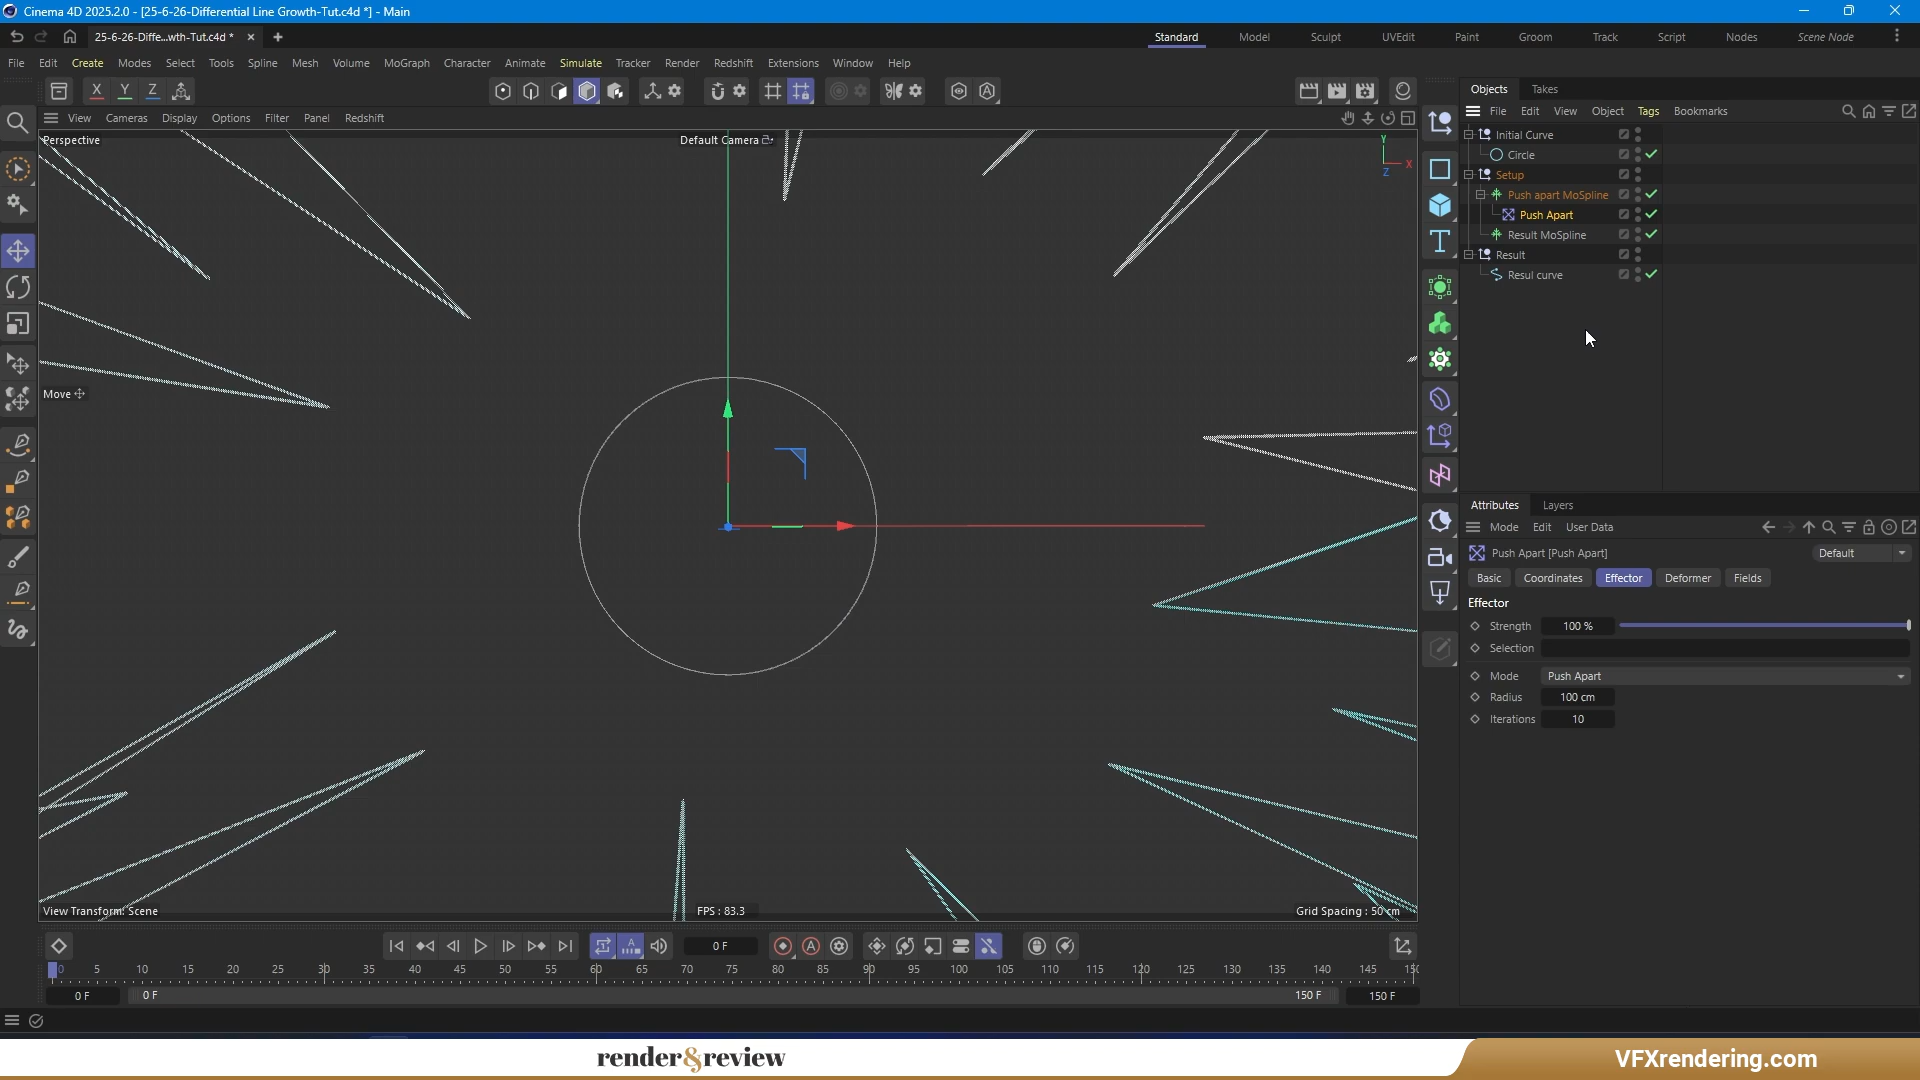 Cinema 4D 2025.2.0 - [25-6-26-Differential Line Growth-Tut.c4d *] - Main
25-6-26-Diffe...wth-Tut.c4d * × +
Standard Model Sculpt UVEdit Paint Groom Track Script Nodes Scene Node
File Edit Create Modes Select Tools Spline Mesh Volume MoGraph Character Animate Simulate Tracker Render Redshift Extensions Window Help
X Y Z
Objects Takes
View Cameras Display Options Filter Panel Redshift
File Edit View Object Tags Bookmarks
Perspective
Default Camera
Y
X
Z
Initial Curve
Circle
Setup
Push apart MoSpline
Push Apart
Result MoSpline
Result
Resul curve
Move
Attributes Layers
Mode Edit User Data
Push Apart [Push Apart]
Default
Basic Coordinates Effector Deformer Fields
Effector
Strength 100 %
Selection
Mode Push Apart
Radius 100 cm
Iterations 10
View Transform: Scene
FPS : 83.3
Grid Spacing : 50 cm
0 F
0 5 10 15 20 25 30 35 40 45 50 55 60 65 70 75 80 85 90 95 100 105 110 115 120 125 130 135 140 145 150
0 F 0 F 150 F 150 F
render&review
VFXrendering.com